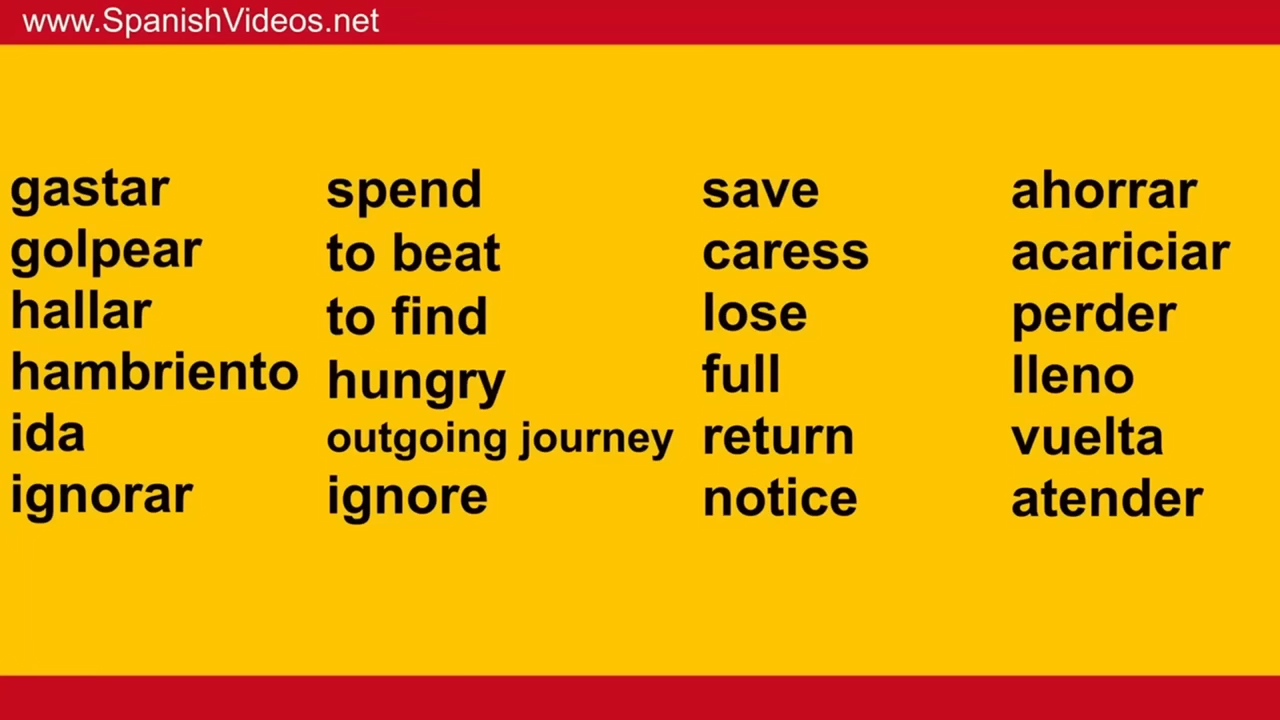 www.SpanishVideos.net
gastar spend save ahorrar
golpear to beat caress acariciar
hallar to find lose perder
hambriento hungry full lleno
ida outgoing journey return vuelta
ignorar ignore notice atender